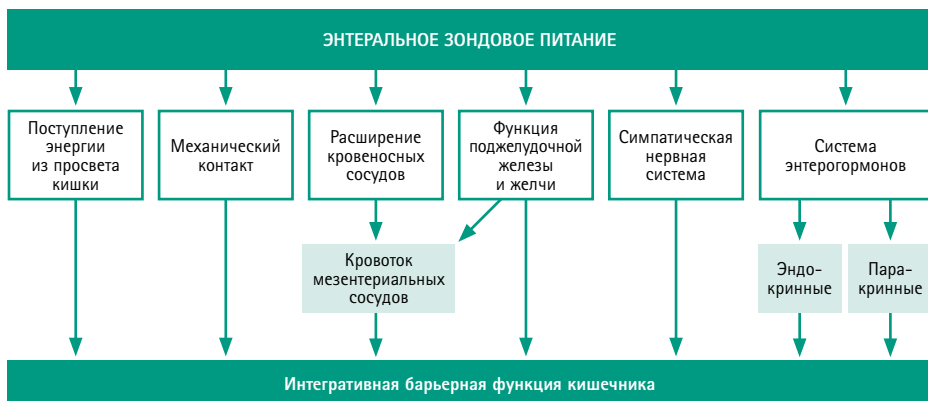 ЭНТЕРАЛЬНОЕ ЗОНДОВОЕ ПИТАНИЕ
Поступление
энергии
из просвета
кишки
Механический
контакт
Расширение
кровеносных
сосудов
Функция
поджелудочной
железы
и желчи
Симпатическая
нервная
система
Система
энтерогормонов
Кровоток
мезентериальных
сосудов
Эндо-
кринные
Пара-
кринные
Интегративная барьерная функция кишечника